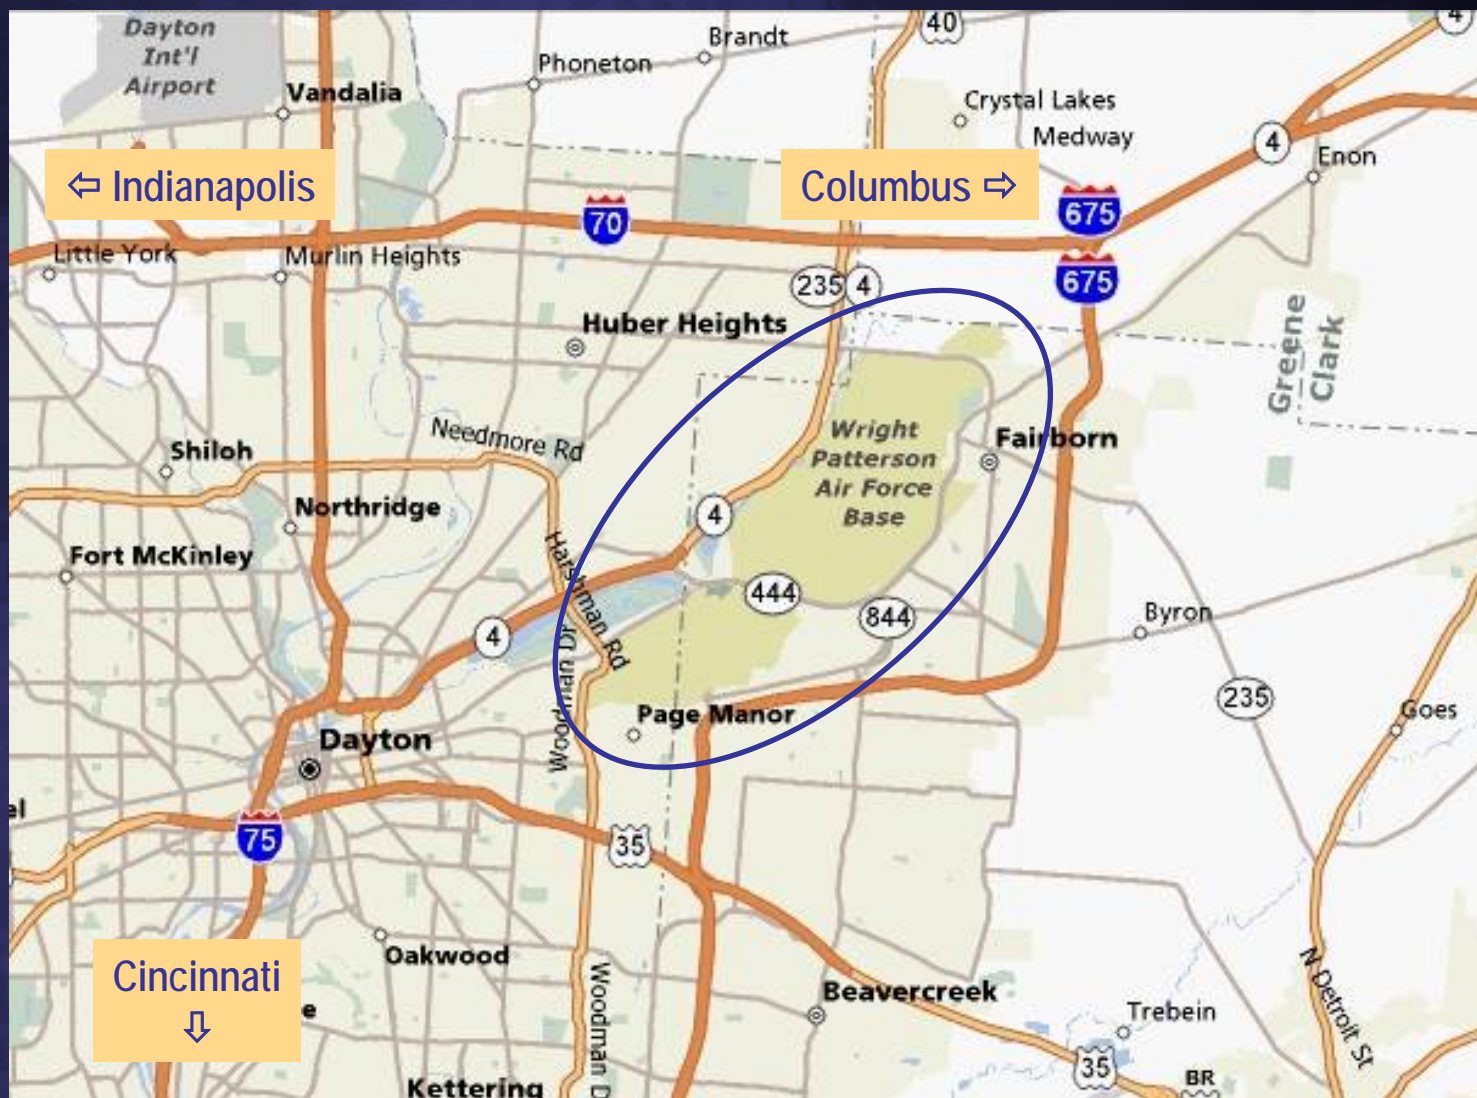 Dayton
Int'l
Airport
40
4
Brandt
Phoneton
Vandalia
Crystal Lakes
Medway
4
Enon
⇦ Indianapolis
Columbus ⇨
675
70
Little York
Murlin Heights
675
235
4
Huber Heights
Greene
Clark
Needmore Rd
Wright
Patterson
Air Force
Base
Fairborn
Shiloh
Northridge
4
Fort McKinley
Harshman Rd
444
844
Byron
4
Woodman Dr
235
Page Manor
Goes
Dayton
el
75
35
Oakwood
Cincinnati
⇩
e
Woodman D
Beavercreek
N Detroit St
Trebein
35
BR
Kettering